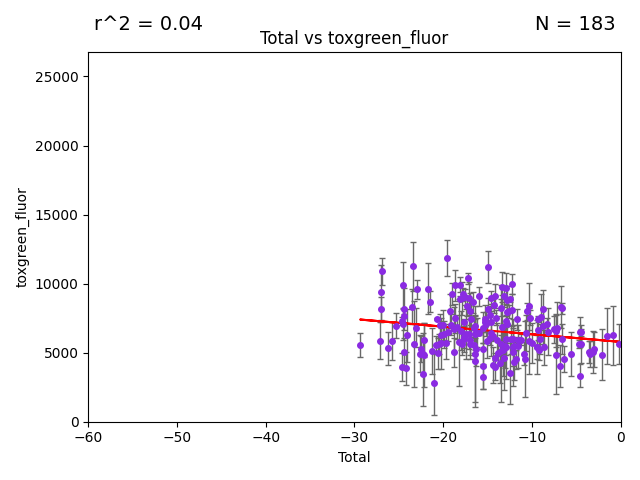 r^2 = 0.04
N = 183
Total vs toxgreen_fluor
toxgreen_fluor
25000
20000
15000
10000
5000
0
−60
−50
−40
−30
−20
−10
0
Total